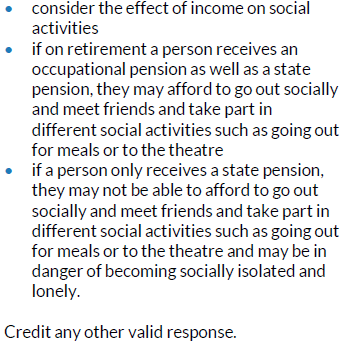 • consider the effect of income on social
activities
• if on retirement a person receives an
occupational pension as well as a state
pension, they may afford to go out socially
and meet friends and take part in
different social activities such as going out
for meals or to the theatre
• if a person only receives a state pension,
they may not be able to afford to go out
socially and meet friends and take part in
different social activities such as going out
for meals or to the theatre and may be in
danger of becoming socially isolated and
lonely.
Credit any other valid response.